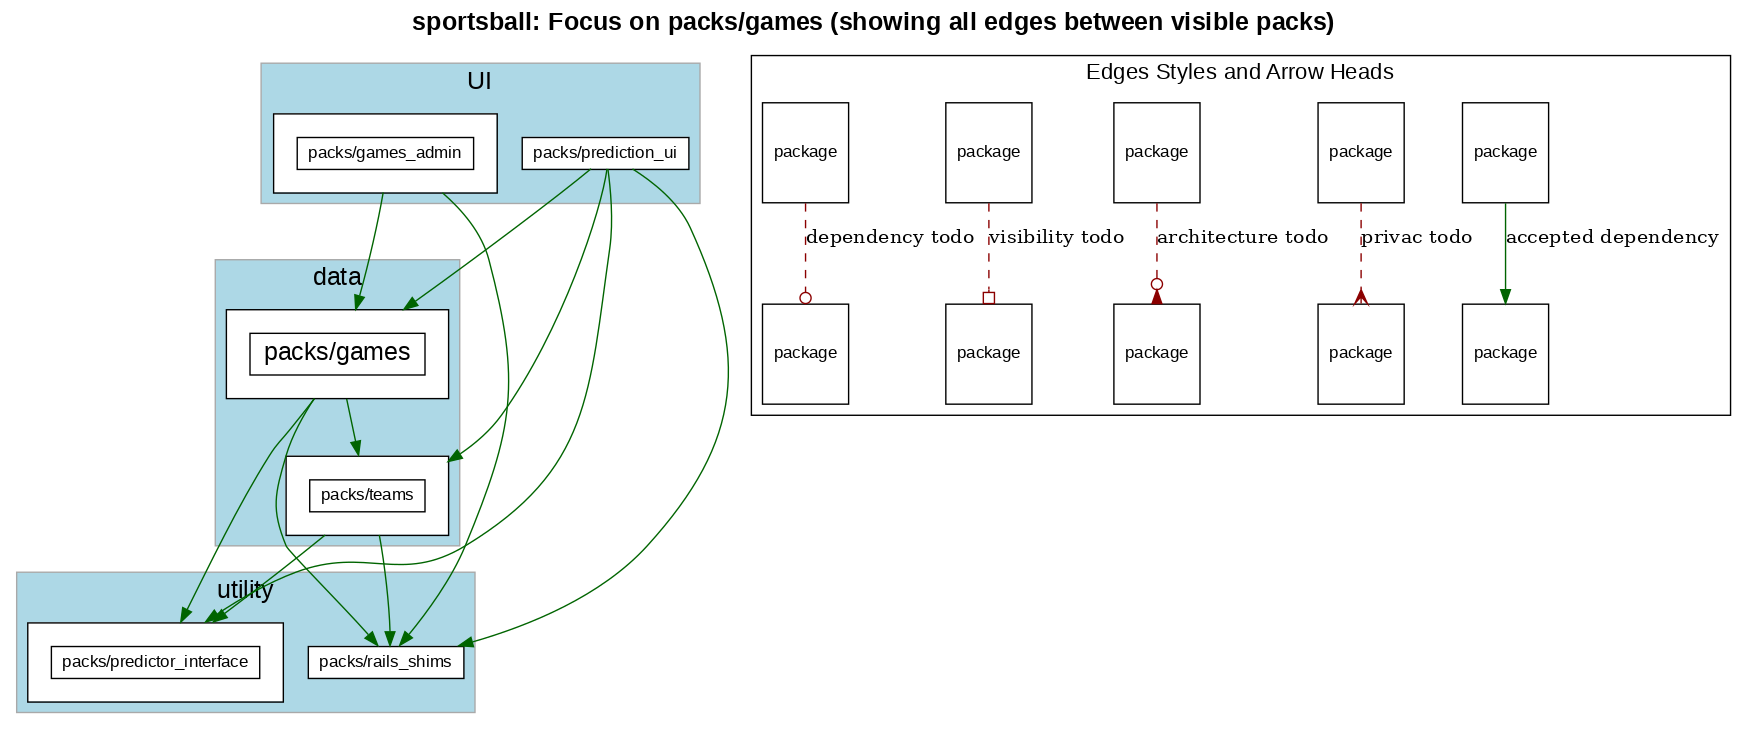 sportsball: Focus on packs/games (showing all edges between visible packs)
UI
packs/games_admin
packs/prediction_ui
data
packs/games
packs/teams
utility
packs/predictor_interface
packs/rails_shims
Edges Styles and Arrow Heads
package
package
package
package
package
dependency todo
visibility todo
architecture todo
privac todo
accepted dependency
package
package
package
package
package